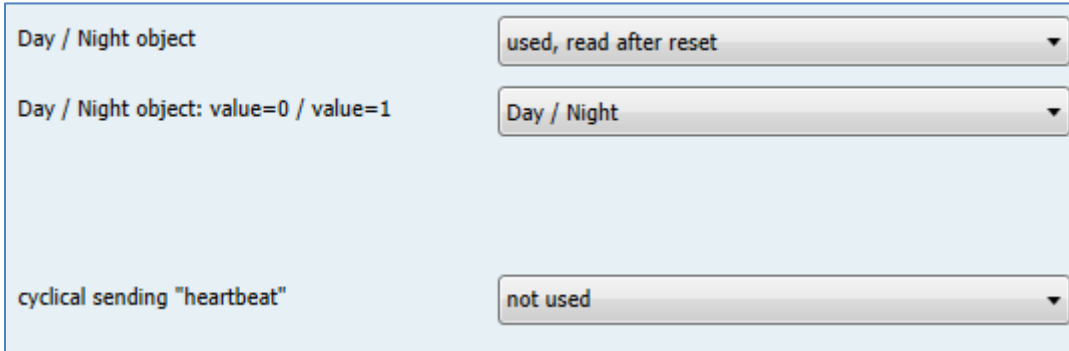 Day / Night object used, read after reset
Day / Night object: value=0 / value=1 Day / Night
cyclical sending "heartbeat" not used